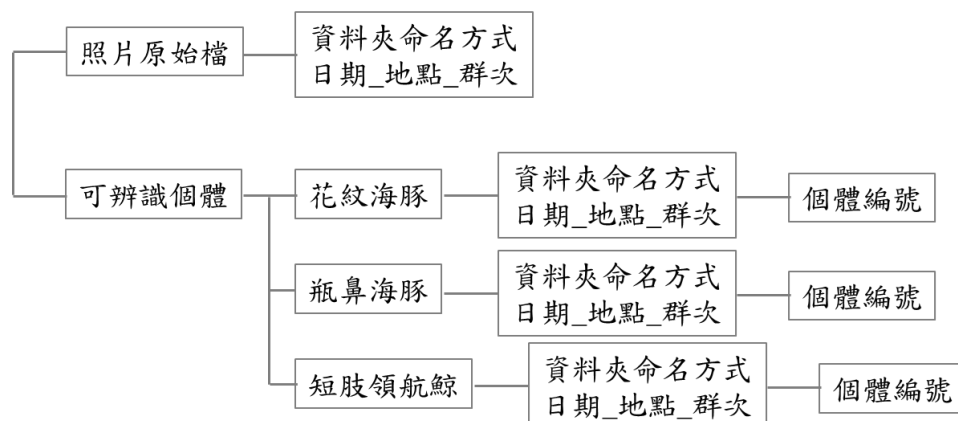 照片原始檔
資料夾命名方式
日期_地點_群次
可辨識個體
花紋海豚
資料夾命名方式
日期_地點_群次
個體編號
瓶鼻海豚
資料夾命名方式
日期_地點_群次
個體編號
短肢領航鯨
資料夾命名方式
日期_地點_群次
個體編號